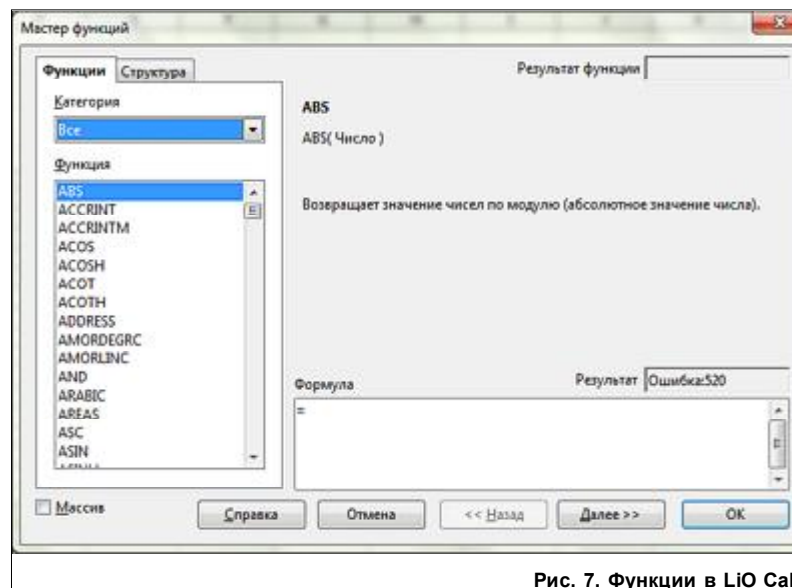 Мастер функций
Функции Структура
Результат функции
Категория
Все
Функция
ABS
ACCRINT
ACCRINTM
ACOS
ACOSH
ACOT
ACOTH
ADDRESS
AMORDEGRC
AMORLINC
AND
ARABIC
AREAS
ASC
ASIN
ABS
ABS( Число )
Возвращает значение чисел по модулю (абсолютное значение числа).
Формула
Результат Ошибка:520
=
Массив
Справка Отмена << Назад Далее >> ОК
Рис. 7. Функции в LiO Cal